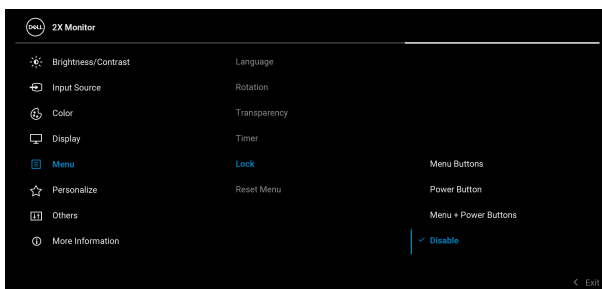 DELL 2X Monitor
Brightness/Contrast Language
Input Source Rotation
Color Transparency
Display Timer
Menu Lock Menu Buttons
Personalize Reset Menu Power Button
Others Menu + Power Buttons
More Information Disable
Exit